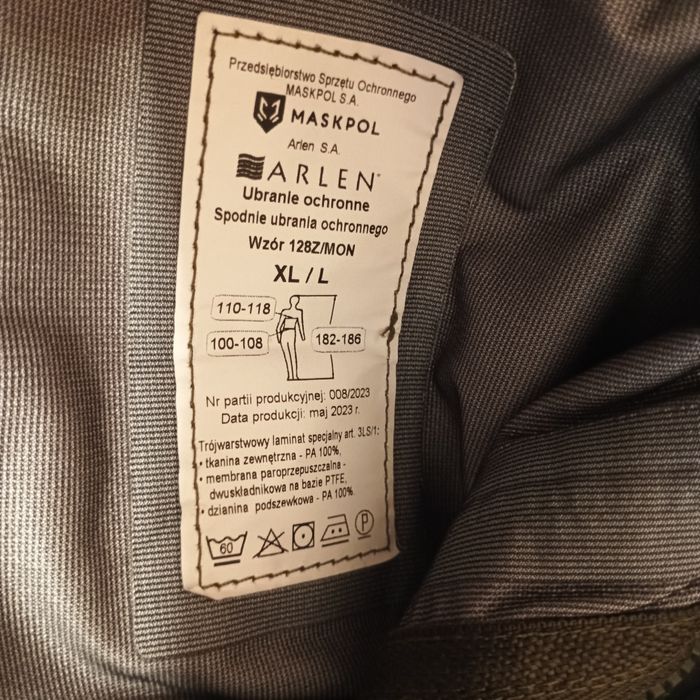 Przedsiębiorstwo Sprzętu Ochronnego
MASKPOL S.A.
MASKPOL
Arlen S.A.
ARLEN
Ubranie ochronne
Spodnie ubrania ochronnego
Wzór 128Z/MON
XL / L
110-118
100-108
182-186
Nr partii produkcyjnej: 008/2023
Data produkcji: maj 2023 r.
Trójwarstwowy laminat specjalny art. 3LS/1:
• tkanina zewnętrzna - PA 100%,
• membrana paroprzepuszczalna -
dwuskładnikowa na bazie PTFE,
• dzianina podszewkowa - PA 100%.
60
P